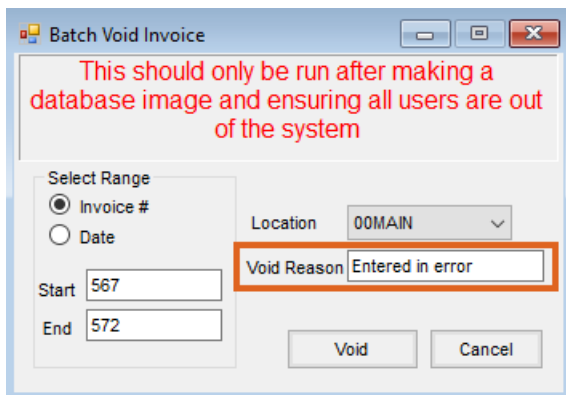 Batch Void Invoice
This should only be run after making a
database image and ensuring all users are out
of the system
Select Range
Invoice #
Date
Start 567
End 572
Location 00MAIN
Void Reason Entered in error
Void Cancel